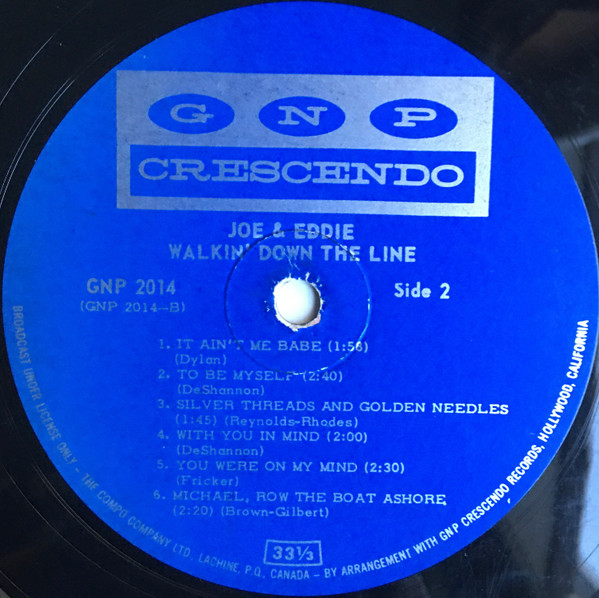 GNP
CRESCENDO
JOE & EDDIE
WALKIN' DOWN THE LINE
GNP 2014
(GNP 2014-B)
Side 2
1. IT AIN'T ME BABE (1:58)
(Dylan)
2. TO BE MYSELF (2:40)
(DeShannon)
3. SILVER THREADS AND GOLDEN NEEDLES
(1:45) (Reynolds-Rhodes)
4. WITH YOU IN MIND (2:00)
(DeShannon)
5. YOU WERE ON MY MIND (2:30)
(Fricker)
6. MICHAEL, ROW THE BOAT ASHORE
(2:20) (Brown-Gilbert)
33⅓
BROADCAST UNDER LICENSE ONLY - THE COMPO COMPANY LTD., LACHINE, P.Q., CANADA - BY ARRANGEMENT WITH GNP CRESCENDO RECORDS, HOLLYWOOD, CALIFORNIA